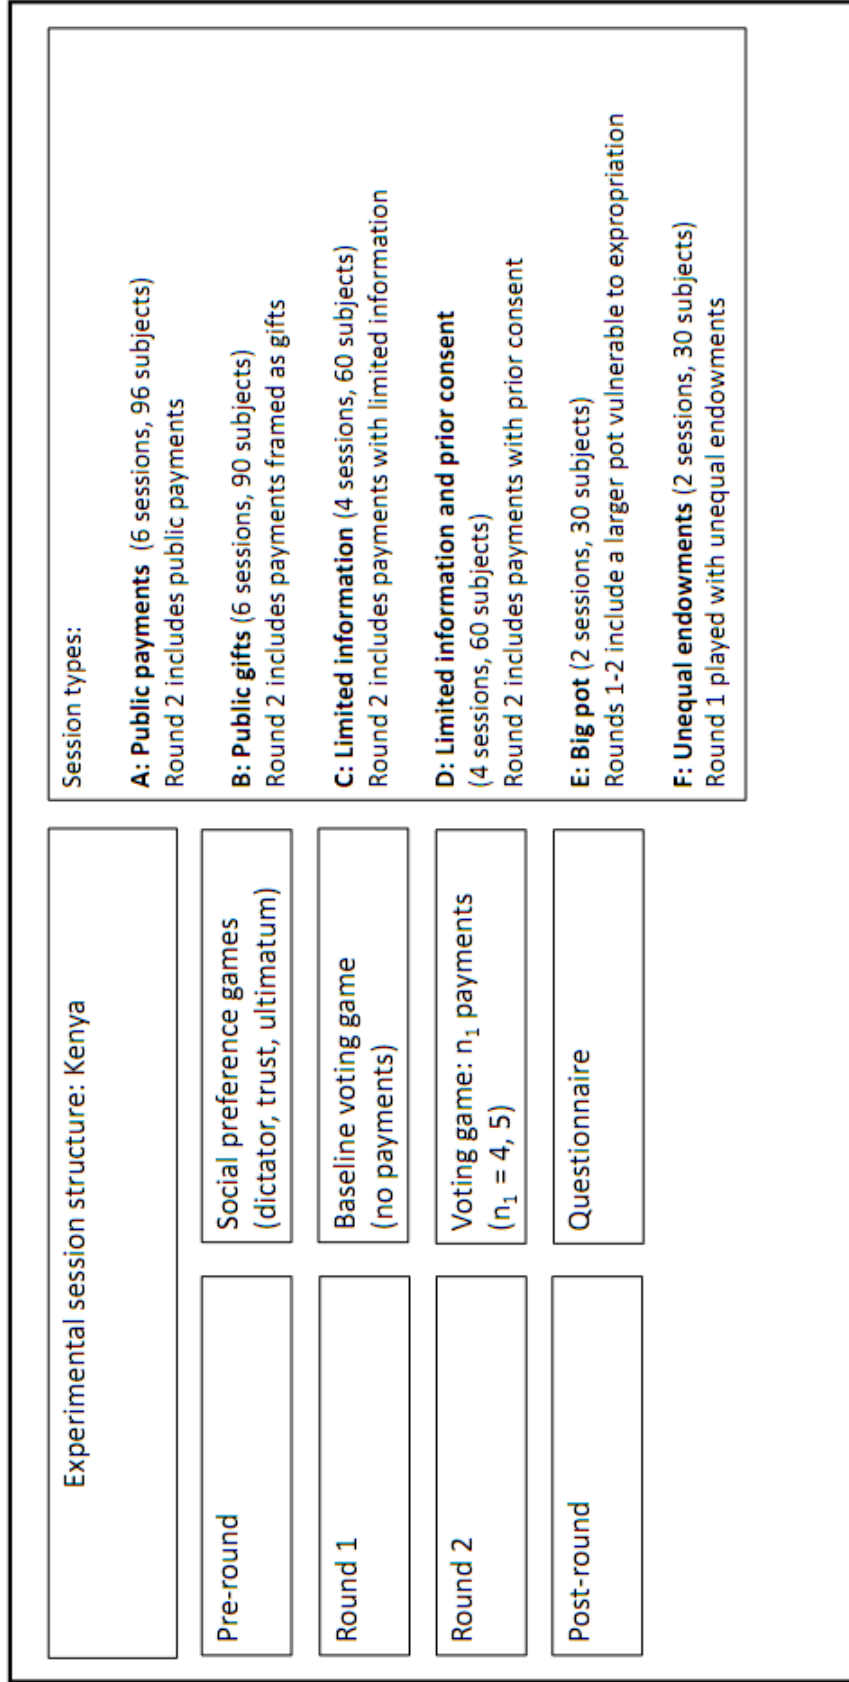 Experimental session structure: Kenya
Pre-round
Social preference games
(dictator, trust, ultimatum)
Round 1
Baseline voting game
(no payments)
Round 2
Voting game: n₁ payments
(n₁ = 4, 5)
Post-round
Questionnaire
Session types:
A: Public payments (6 sessions, 96 subjects)
Round 2 includes public payments
B: Public gifts (6 sessions, 90 subjects)
Round 2 includes payments framed as gifts
C: Limited information (4 sessions, 60 subjects)
Round 2 includes payments with limited information
D: Limited information and prior consent
(4 sessions, 60 subjects)
Round 2 includes payments with prior consent
E: Big pot (2 sessions, 30 subjects)
Rounds 1-2 include a larger pot vulnerable to expropriation
F: Unequal endowments (2 sessions, 30 subjects)
Round 1 played with unequal endowments